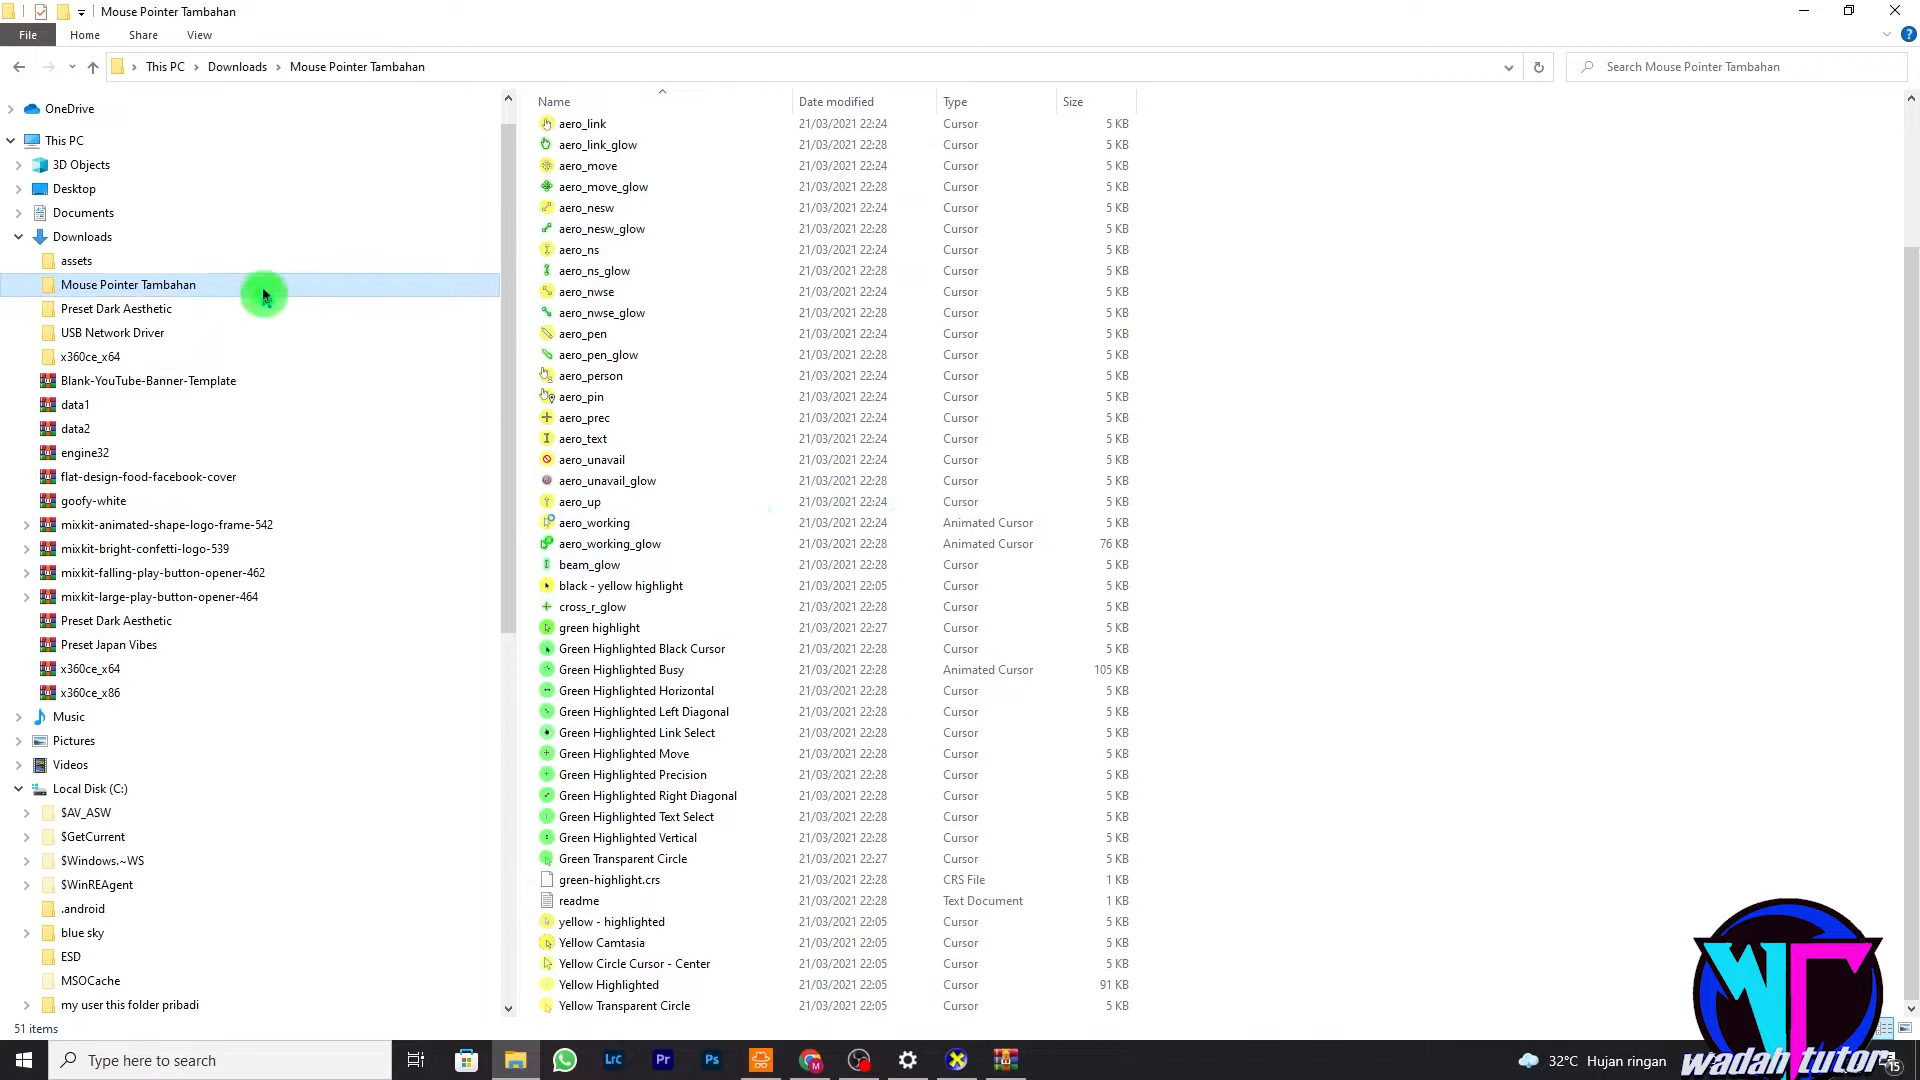 Mouse Pointer Tambahan
File Home Share View
This PC Downloads Mouse Pointer Tambahan
Search Mouse Pointer Tambahan
OneDrive
This PC
3D Objects
Desktop
Documents
Downloads
assets
Mouse Pointer Tambahan
Preset Dark Aesthetic
USB Network Driver
x360ce_x64
Blank-YouTube-Banner-Template
data1
data2
engine32
flat-design-food-facebook-cover
goofy-white
mixkit-animated-shape-logo-frame-542
mixkit-bright-confetti-logo-539
mixkit-falling-play-button-opener-462
mixkit-large-play-button-opener-464
Preset Dark Aesthetic
Preset Japan Vibes
x360ce_x64
x360ce_x86
Music
Pictures
Videos
Local Disk (C:)
$AV_ASW
$GetCurrent
$Windows.~WS
$WinREAgent
.android
blue sky
ESD
MSOCache
my user this folder pribadi
Name Date modified Type Size
aero_link 21/03/2021 22:24 Cursor 5 KB
aero_link_glow 21/03/2021 22:28 Cursor 5 KB
aero_move 21/03/2021 22:24 Cursor 5 KB
aero_move_glow 21/03/2021 22:28 Cursor 5 KB
aero_nesw 21/03/2021 22:24 Cursor 5 KB
aero_nesw_glow 21/03/2021 22:28 Cursor 5 KB
aero_ns 21/03/2021 22:24 Cursor 5 KB
aero_ns_glow 21/03/2021 22:28 Cursor 5 KB
aero_nwse 21/03/2021 22:24 Cursor 5 KB
aero_nwse_glow 21/03/2021 22:28 Cursor 5 KB
aero_pen 21/03/2021 22:24 Cursor 5 KB
aero_pen_glow 21/03/2021 22:28 Cursor 5 KB
aero_person 21/03/2021 22:24 Cursor 5 KB
aero_pin 21/03/2021 22:24 Cursor 5 KB
aero_prec 21/03/2021 22:24 Cursor 5 KB
aero_text 21/03/2021 22:24 Cursor 5 KB
aero_unavail 21/03/2021 22:24 Cursor 5 KB
aero_unavail_glow 21/03/2021 22:28 Cursor 5 KB
aero_up 21/03/2021 22:24 Cursor 5 KB
aero_working 21/03/2021 22:24 Animated Cursor 5 KB
aero_working_glow 21/03/2021 22:28 Animated Cursor 76 KB
beam_glow 21/03/2021 22:28 Cursor 5 KB
black - yellow highlight 21/03/2021 22:05 Cursor 5 KB
cross_r_glow 21/03/2021 22:28 Cursor 5 KB
green highlight 21/03/2021 22:27 Cursor 5 KB
Green Highlighted Black Cursor 21/03/2021 22:28 Cursor 5 KB
Green Highlighted Busy 21/03/2021 22:28 Animated Cursor 105 KB
Green Highlighted Horizontal 21/03/2021 22:28 Cursor 5 KB
Green Highlighted Left Diagonal 21/03/2021 22:28 Cursor 5 KB
Green Highlighted Link Select 21/03/2021 22:28 Cursor 5 KB
Green Highlighted Move 21/03/2021 22:28 Cursor 5 KB
Green Highlighted Precision 21/03/2021 22:28 Cursor 5 KB
Green Highlighted Right Diagonal 21/03/2021 22:28 Cursor 5 KB
Green Highlighted Text Select 21/03/2021 22:28 Cursor 5 KB
Green Highlighted Vertical 21/03/2021 22:28 Cursor 5 KB
Green Transparent Circle 21/03/2021 22:27 Cursor 5 KB
green-highlight.crs 21/03/2021 22:28 CRS File 1 KB
readme 21/03/2021 22:28 Text Document 1 KB
yellow - highlighted 21/03/2021 22:05 Cursor 5 KB
Yellow Camtasia 21/03/2021 22:05 Cursor 5 KB
Yellow Circle Cursor - Center 21/03/2021 22:05 Cursor 5 KB
Yellow Highlighted 21/03/2021 22:05 Cursor 91 KB
Yellow Transparent Circle 21/03/2021 22:05 Cursor 5 KB
51 items
Type here to search
Lrc Pr Ps
32°C Hujan ringan
wadah tutor
15